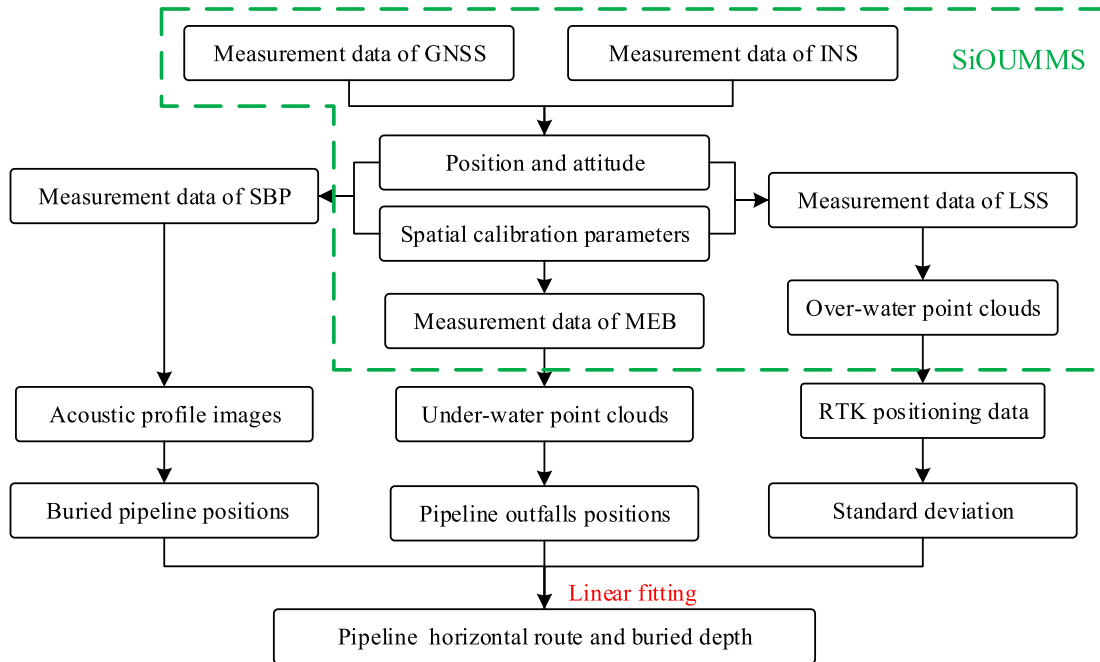 Measurement data of GNSS
Measurement data of INS
SiOUMMS
Position and attitude
Measurement data of SBP
Measurement data of LSS
Spatial calibration parameters
Over-water point clouds
Measurement data of MEB
Acoustic profile images
Under-water point clouds
RTK positioning data
Buried pipeline positions
Pipeline outfalls positions
Standard deviation
Linear fitting
Pipeline horizontal route and buried depth